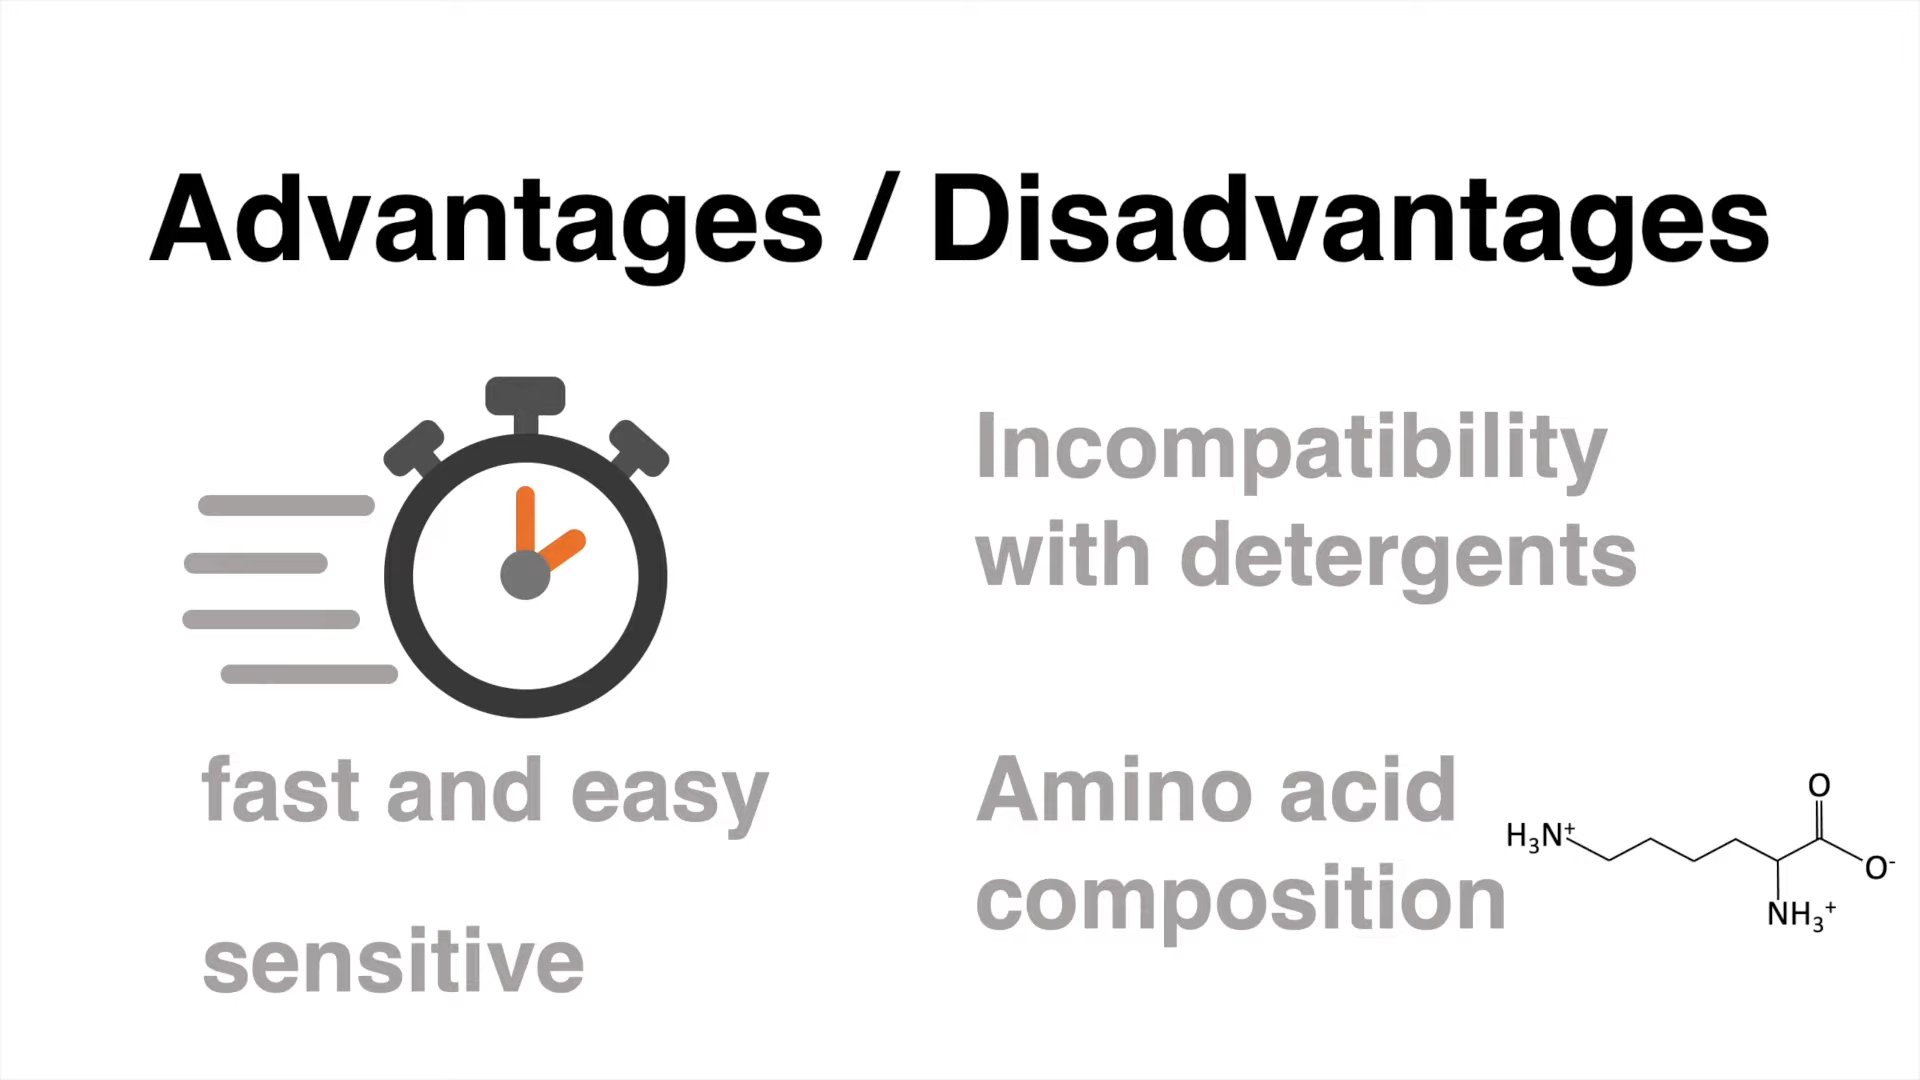 Advantages / Disadvantages
fast and easy
sensitive
Incompatibility
with detergents
Amino acid
composition
H₃N⁺
O
O⁻
NH₃⁺